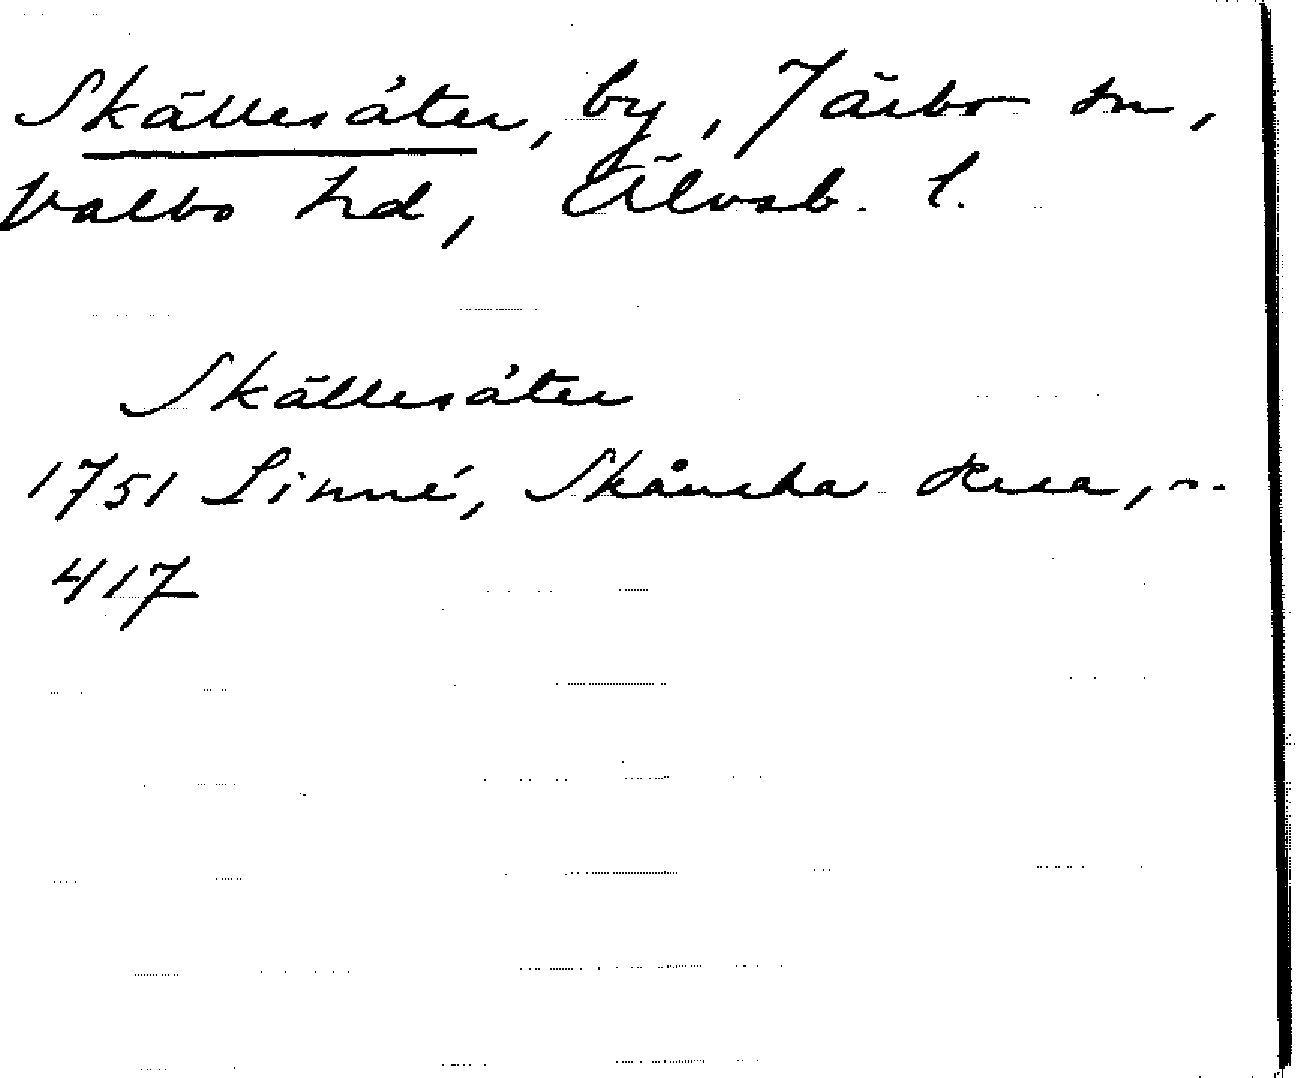 Skällesäter, by, Järbo sn,
Valbo hd, Älvsb. l.
Skällesäter
1751 Linné, Skånska Resa, s.
417